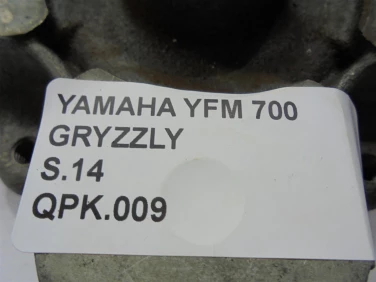 YAMAHA YFM 700
GRYZZLY
S.14
QPK.009